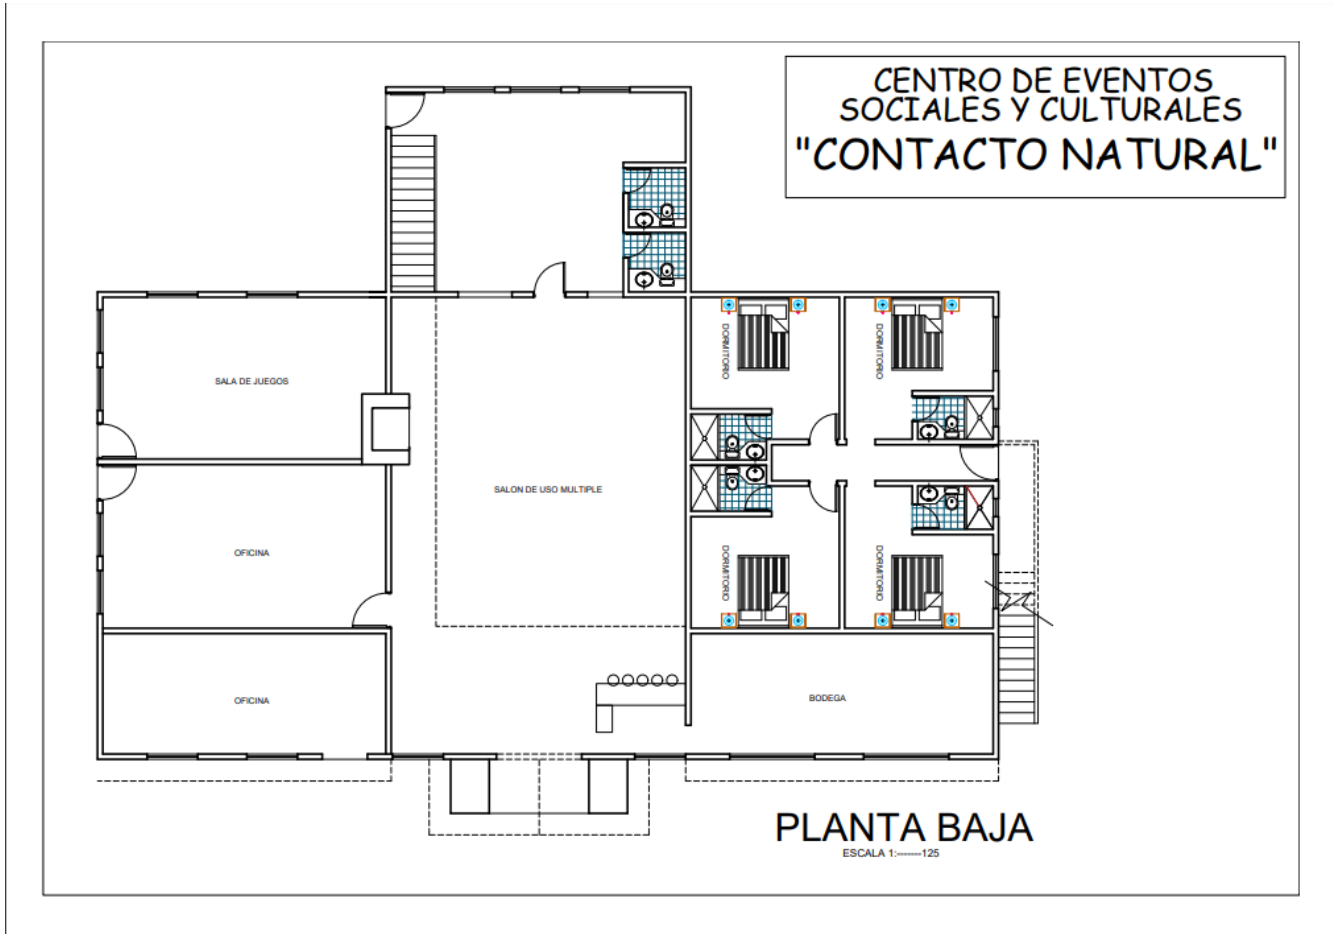 CENTRO DE EVENTOS
SOCIALES Y CULTURALES
"CONTACTO NATURAL"
DORMITORIO
DORMITORIO
SALA DE JUEGOS
SALON DE USO MULTIPLE
OFICINA
DORMITORIO
DORMITORIO
OFICINA
BODEGA
PLANTA BAJA
ESCALA 1:-------125